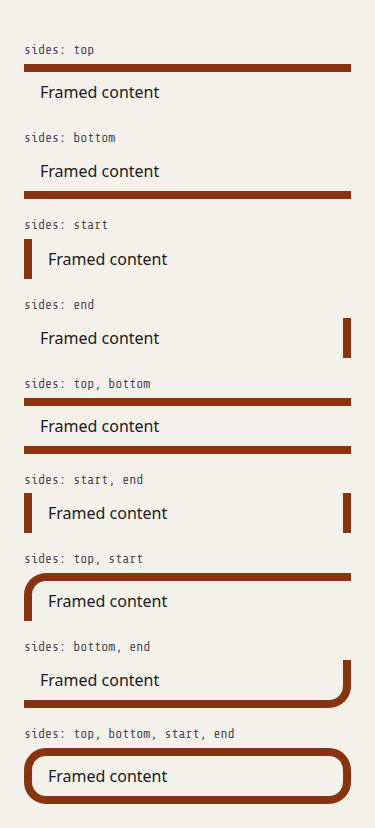 sides: top
Framed content
sides: bottom
Framed content
sides: start
Framed content
sides: end
Framed content
sides: top, bottom
Framed content
sides: start, end
Framed content
sides: top, start
Framed content
sides: bottom, end
Framed content
sides: top, bottom, start, end
Framed content